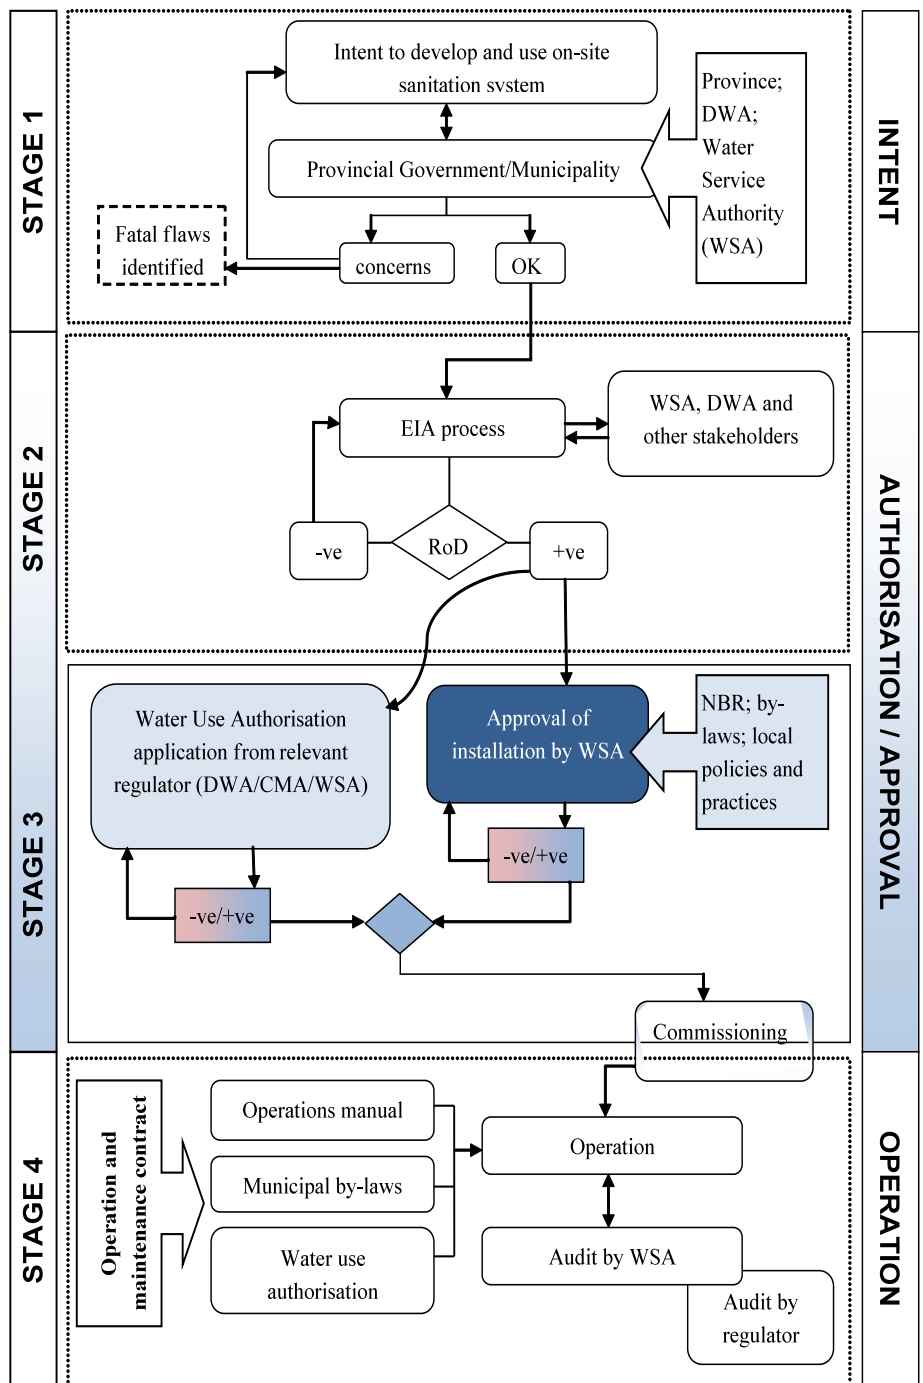 STAGE 1
INTENT
Intent to develop and use on-site
sanitation system
Provincial Government/Municipality
Province;
DWA;
Water
Service
Authority
(WSA)
Fatal flaws
identified
concerns
OK
STAGE 2
AUTHORISATION / APPROVAL
EIA process
WSA, DWA and
other stakeholders
-ve
RoD
+ve
STAGE 3
Water Use Authorisation
application from relevant
regulator (DWA/CMA/WSA)
Approval of
installation by WSA
NBR; by-
laws; local
policies and
practices
-ve/+ve
-ve/+ve
Commissioning
STAGE 4
OPERATION
Operation and
maintenance contract
Operations manual
Municipal by-laws
Water use
authorisation
Operation
Audit by WSA
Audit by
regulator